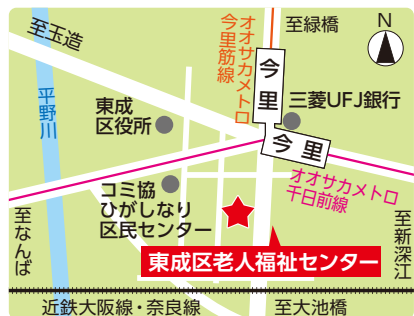 至玉造
オオサカメトロ
今里筋線
至緑橋
N
今里
三菱UFJ銀行
平野川
東成
区役所
今里
オオサカメトロ
千日前線
コミ協
ひがしなり
区民センター
至なんば
至新深江
東成区老人福祉センター
近鉄大阪線・奈良線
至大池橋